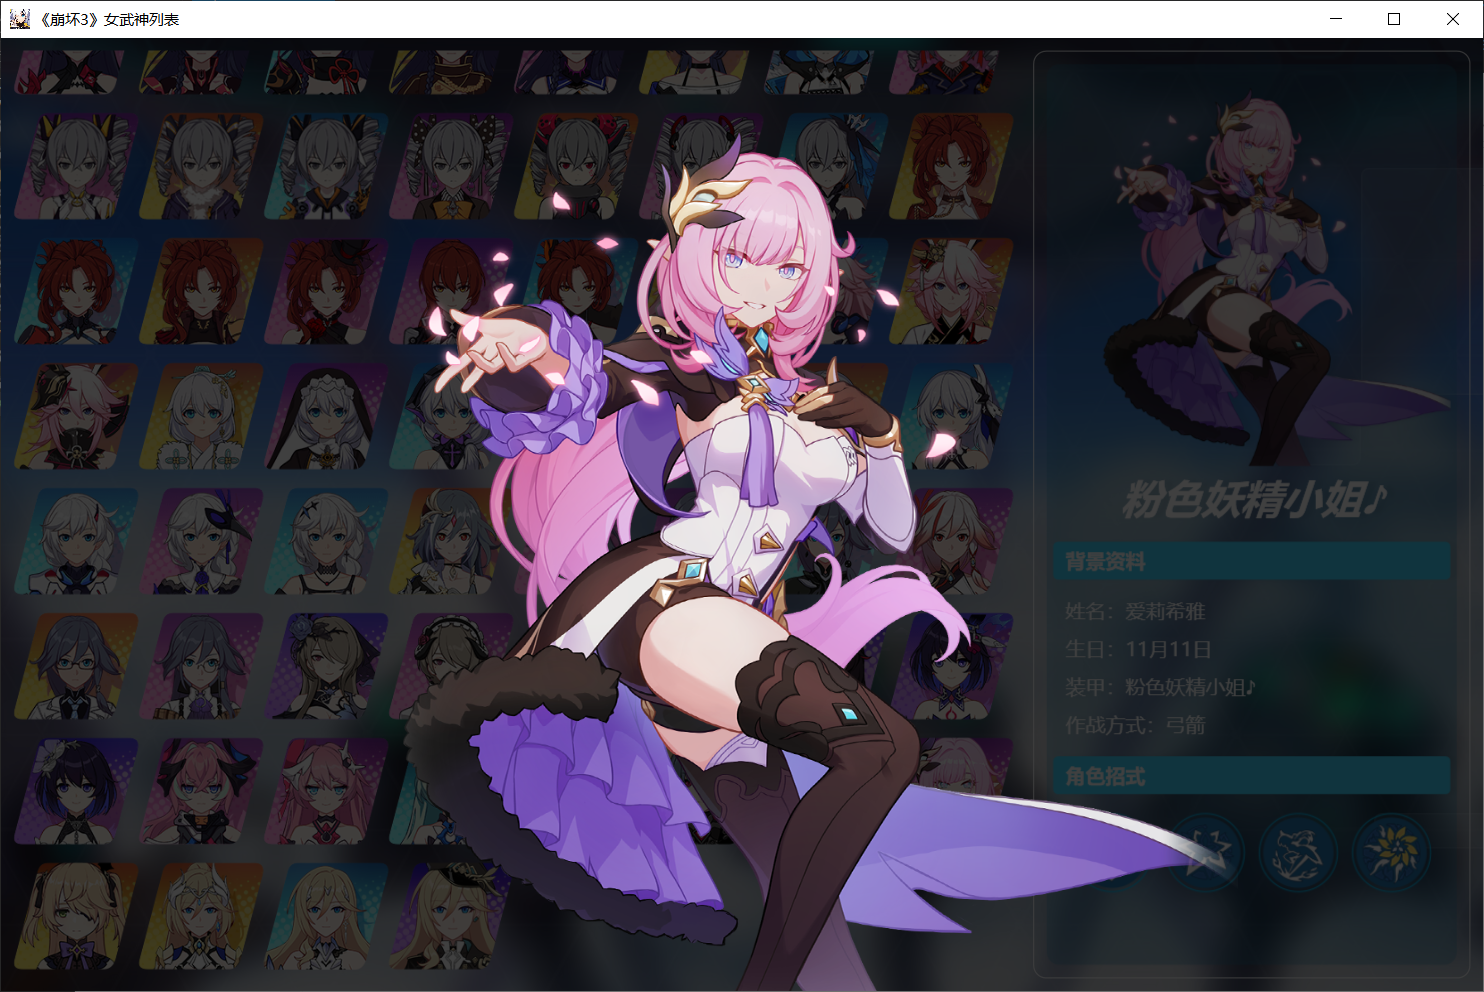 《崩坏3》女武神列表
粉色妖精小姐♪
背景资料
姓名：爱莉希雅
生日：11月11日
装甲：粉色妖精小姐♪
作战方式：弓箭
角色招式